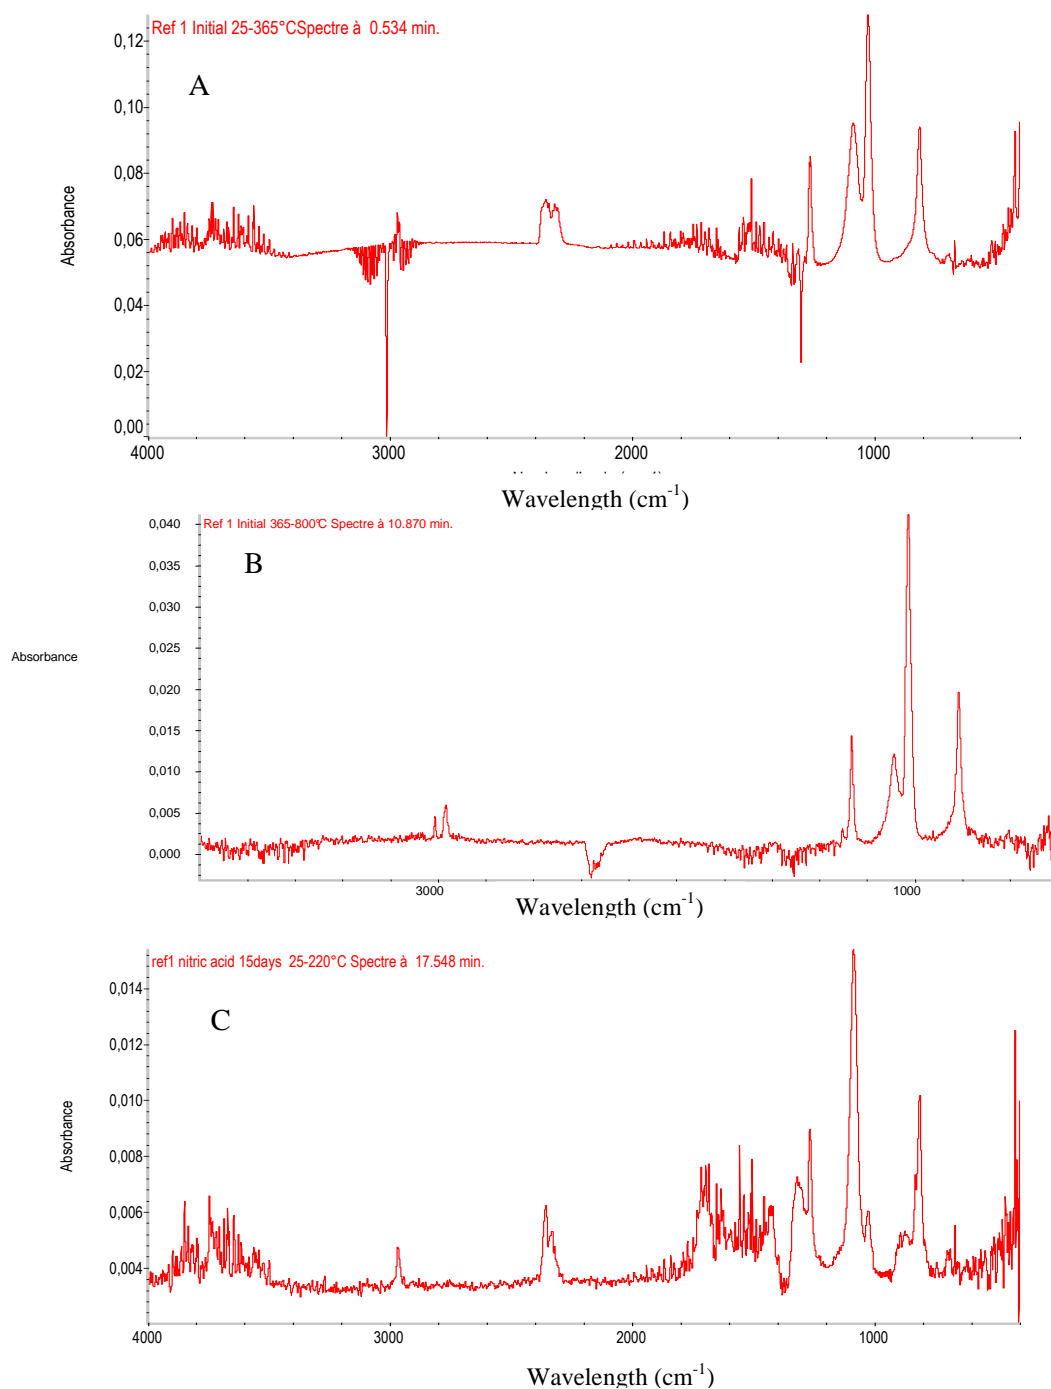 Ref 1 Initial 25-365°CSpectre à 0.534 min.
A
0,12
0,10
0,08
0,06
0,04
0,02
0,00
Absorbance
4000 3000 2000 1000
Wavelength (cm-1)
Ref 1 Initial 365-800°C Spectre à 10.870 min.
B
0,040
0,035
0,030
0,025
0,020
0,015
0,010
0,005
0,000
Absorbance
3000 1000
Wavelength (cm-1)
ref1 nitric acid 15days 25-220°C Spectre à 17.548 min.
C
0,014
0,012
0,010
0,008
0,006
0,004
Absorbance
4000 3000 2000 1000
Wavelength (cm-1)